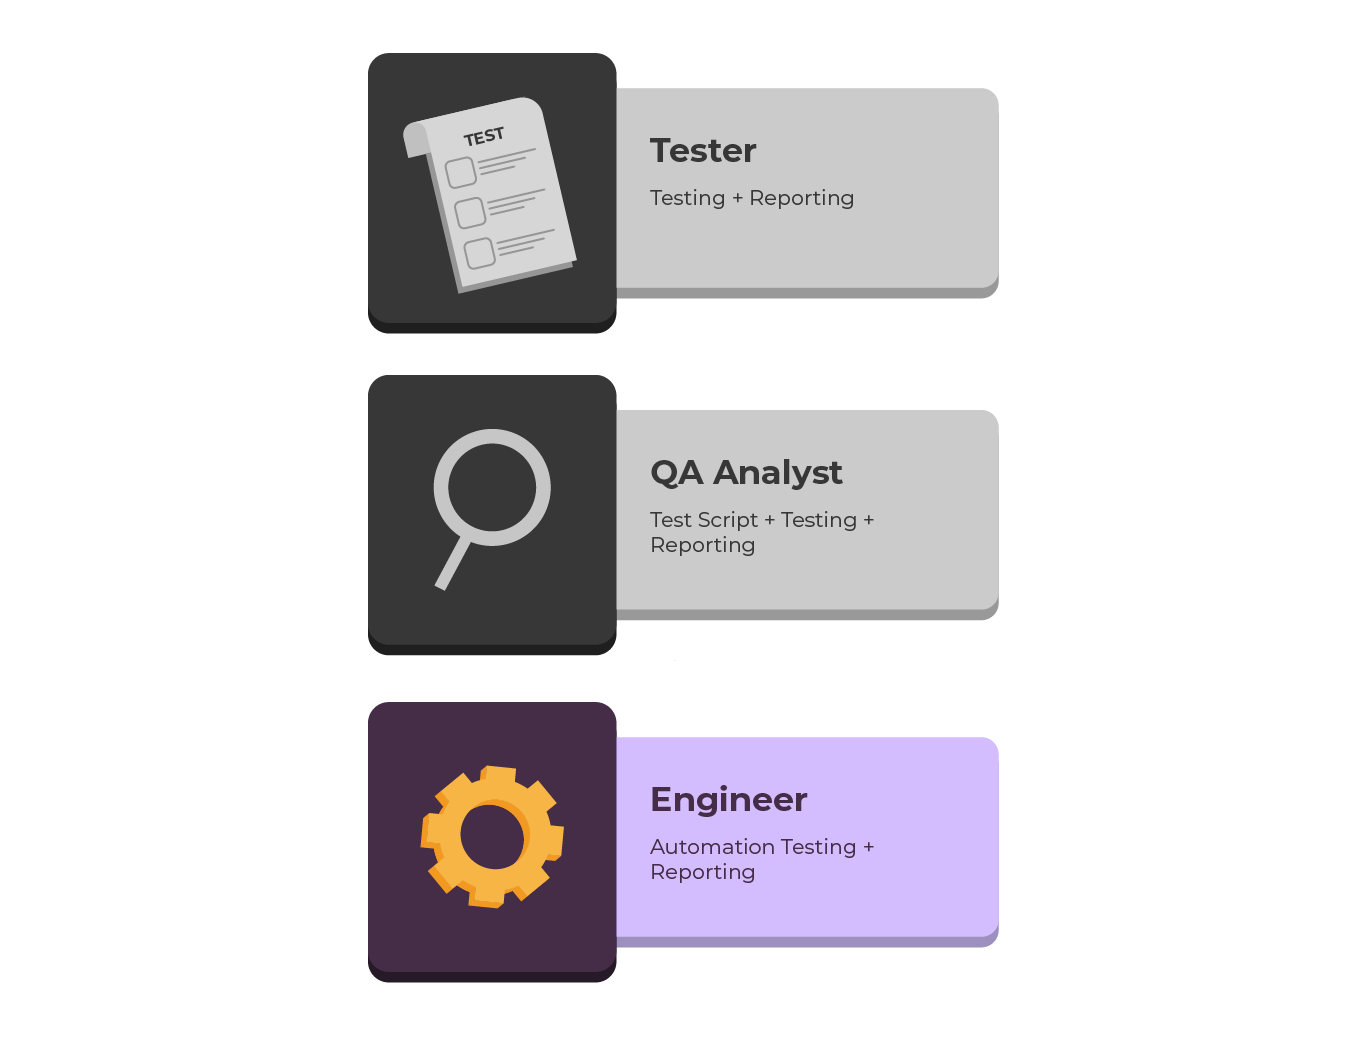 TEST
Tester
Testing + Reporting
QA Analyst
Test Script + Testing +
Reporting
Engineer
Automation Testing +
Reporting